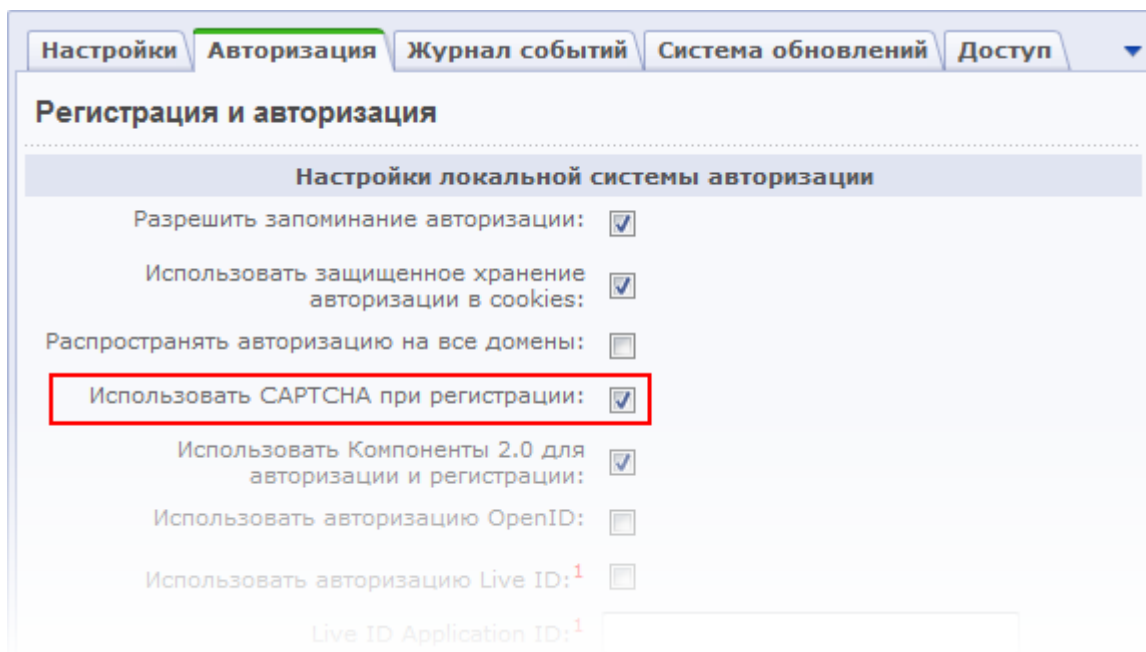 Настройки Авторизация Журнал событий Система обновлений Доступ
Регистрация и авторизация
Настройки локальной системы авторизации
Разрешить запоминание авторизации:
Использовать защищенное хранение
авторизации в cookies:
Распространять авторизацию на все домены:
Использовать CAPTCHA при регистрации:
Использовать Компоненты 2.0 для
авторизации и регистрации:
Использовать авторизацию OpenID:
Использовать авторизацию Live ID:1
Live ID Application ID:1